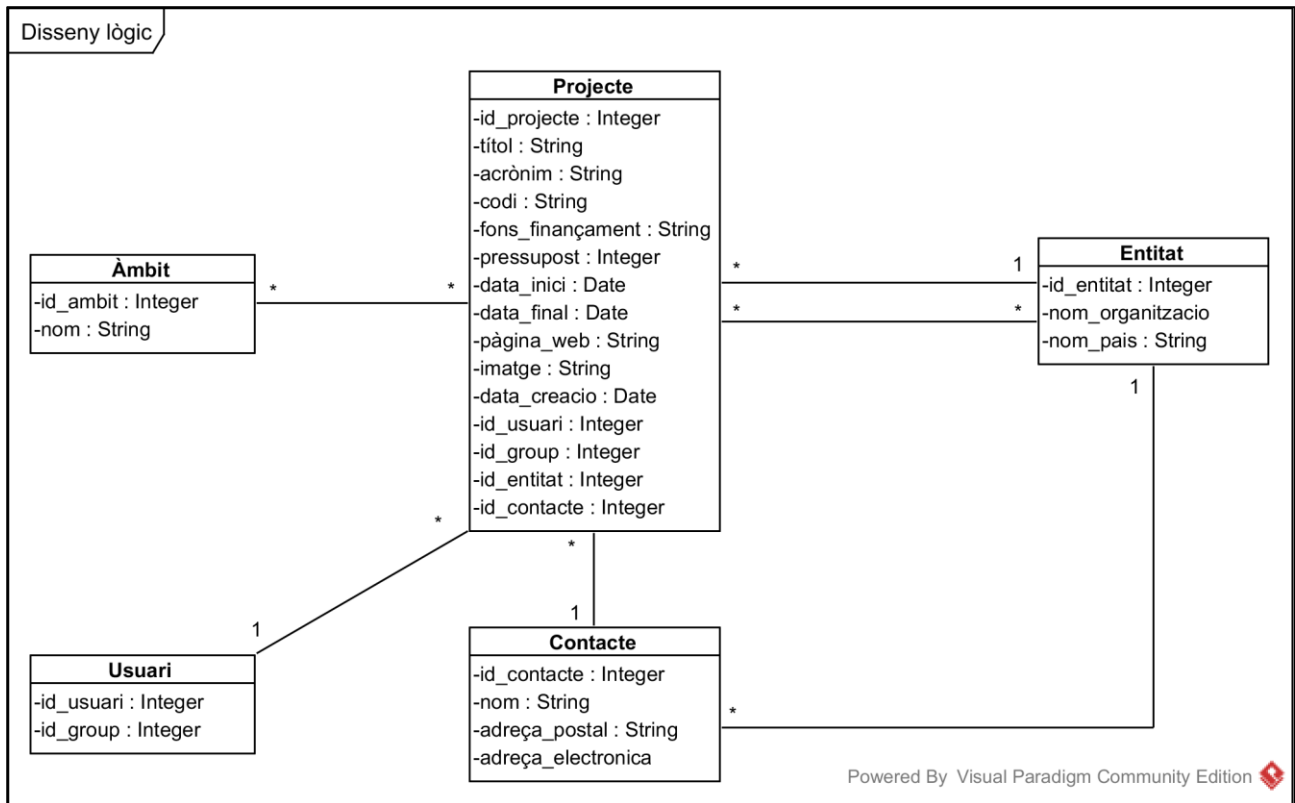 Disseny lògic
Projecte
-id_projecte : Integer
-títol : String
-acrònim : String
-codi : String
-fons_finançament : String
-pressupost : Integer
-data_inici : Date
-data_final : Date
-pàgina_web : String
-imatge : String
-data_creacio : Date
-id_usuari : Integer
-id_group : Integer
-id_entitat : Integer
-id_contacte : Integer
Àmbit
-id_ambit : Integer
-nom : String
* *
* 1
* *
Entitat
-id_entitat : Integer
-nom_organització
-nom_pais : String
1
*
*
1
1
Usuari
-id_usuari : Integer
-id_group : Integer
Contacte
-id_contacte : Integer
-nom : String
-adreça_postal : String
-adreça_electronica
*
Powered By Visual Paradigm Community Edition